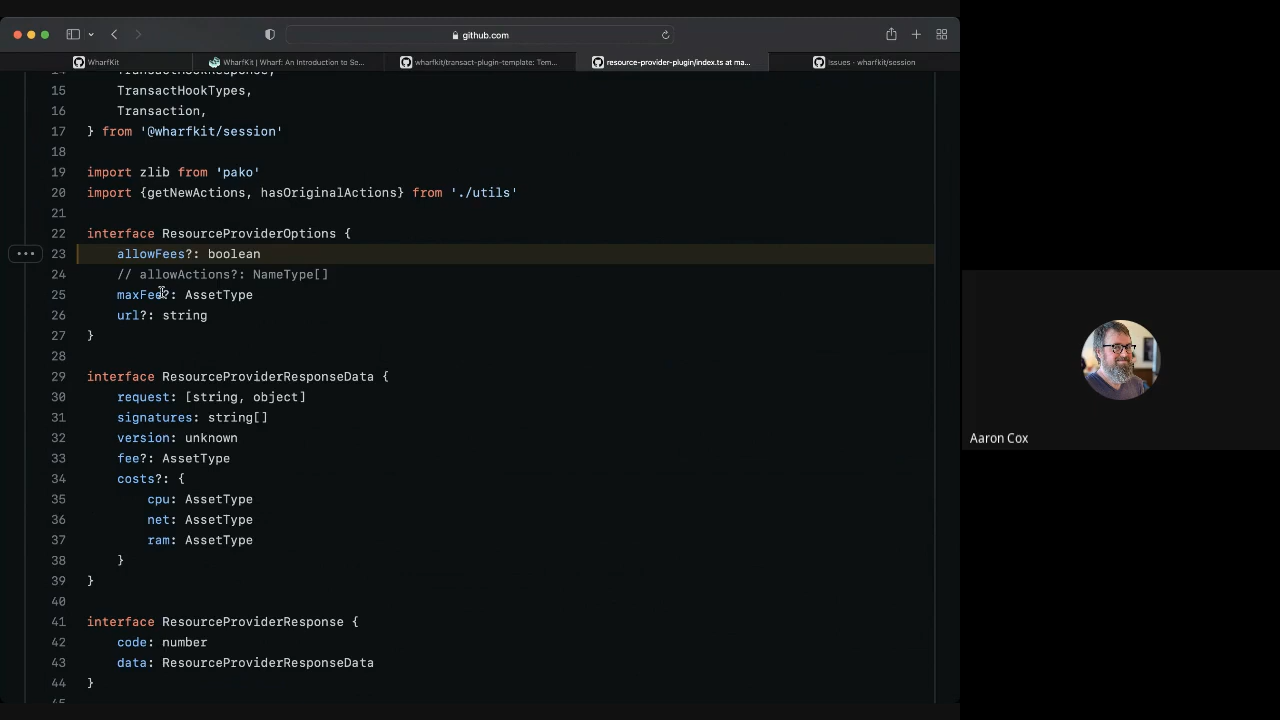 github.com
WharfKit
WharfKit | Wharf: An Introduction to Se...
wharfkit/transact-plugin-template: Tem...
resource-provider-plugin/index.ts at ma...
Issues · wharfkit/session
14 TransactHookResponse,
15 TransactHookTypes,
16 Transaction,
17 } from '@wharfkit/session'
18
19 import zlib from 'pako'
20 import {getNewActions, hasOriginalActions} from './utils'
21
22 interface ResourceProviderOptions {
23 allowFees?: boolean
24 // allowActions?: NameType[]
25 maxFee?: AssetType
26 url?: string
27 }
28
29 interface ResourceProviderResponseData {
30 request: [string, object]
31 signatures: string[]
32 version: unknown
33 fee?: AssetType
34 costs?: {
35 cpu: AssetType
36 net: AssetType
37 ram: AssetType
38 }
39 }
40
41 interface ResourceProviderResponse {
42 code: number
43 data: ResourceProviderResponseData
44 }
45
Aaron Cox